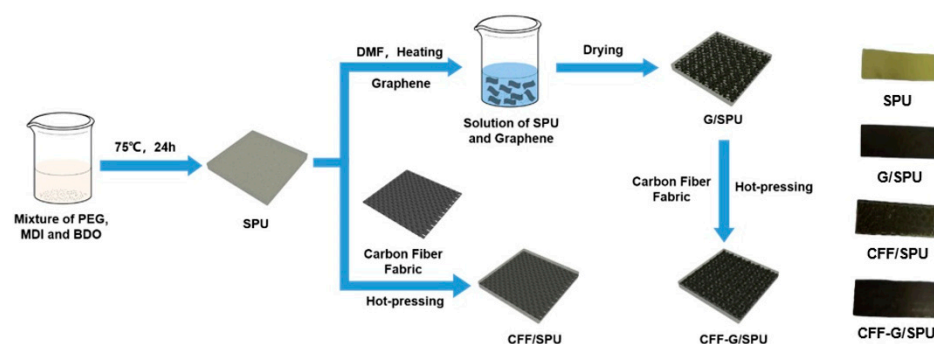 75℃, 24h
Mixture of PEG,
MDI and BDO
SPU
DMF, Heating
Graphene
Solution of SPU
and Graphene
Drying
G/SPU
Carbon Fiber
Fabric
Hot-pressing
CFF/SPU
Carbon Fiber
Fabric
Hot-pressing
CFF-G/SPU
SPU
G/SPU
CFF/SPU
CFF-G/SPU